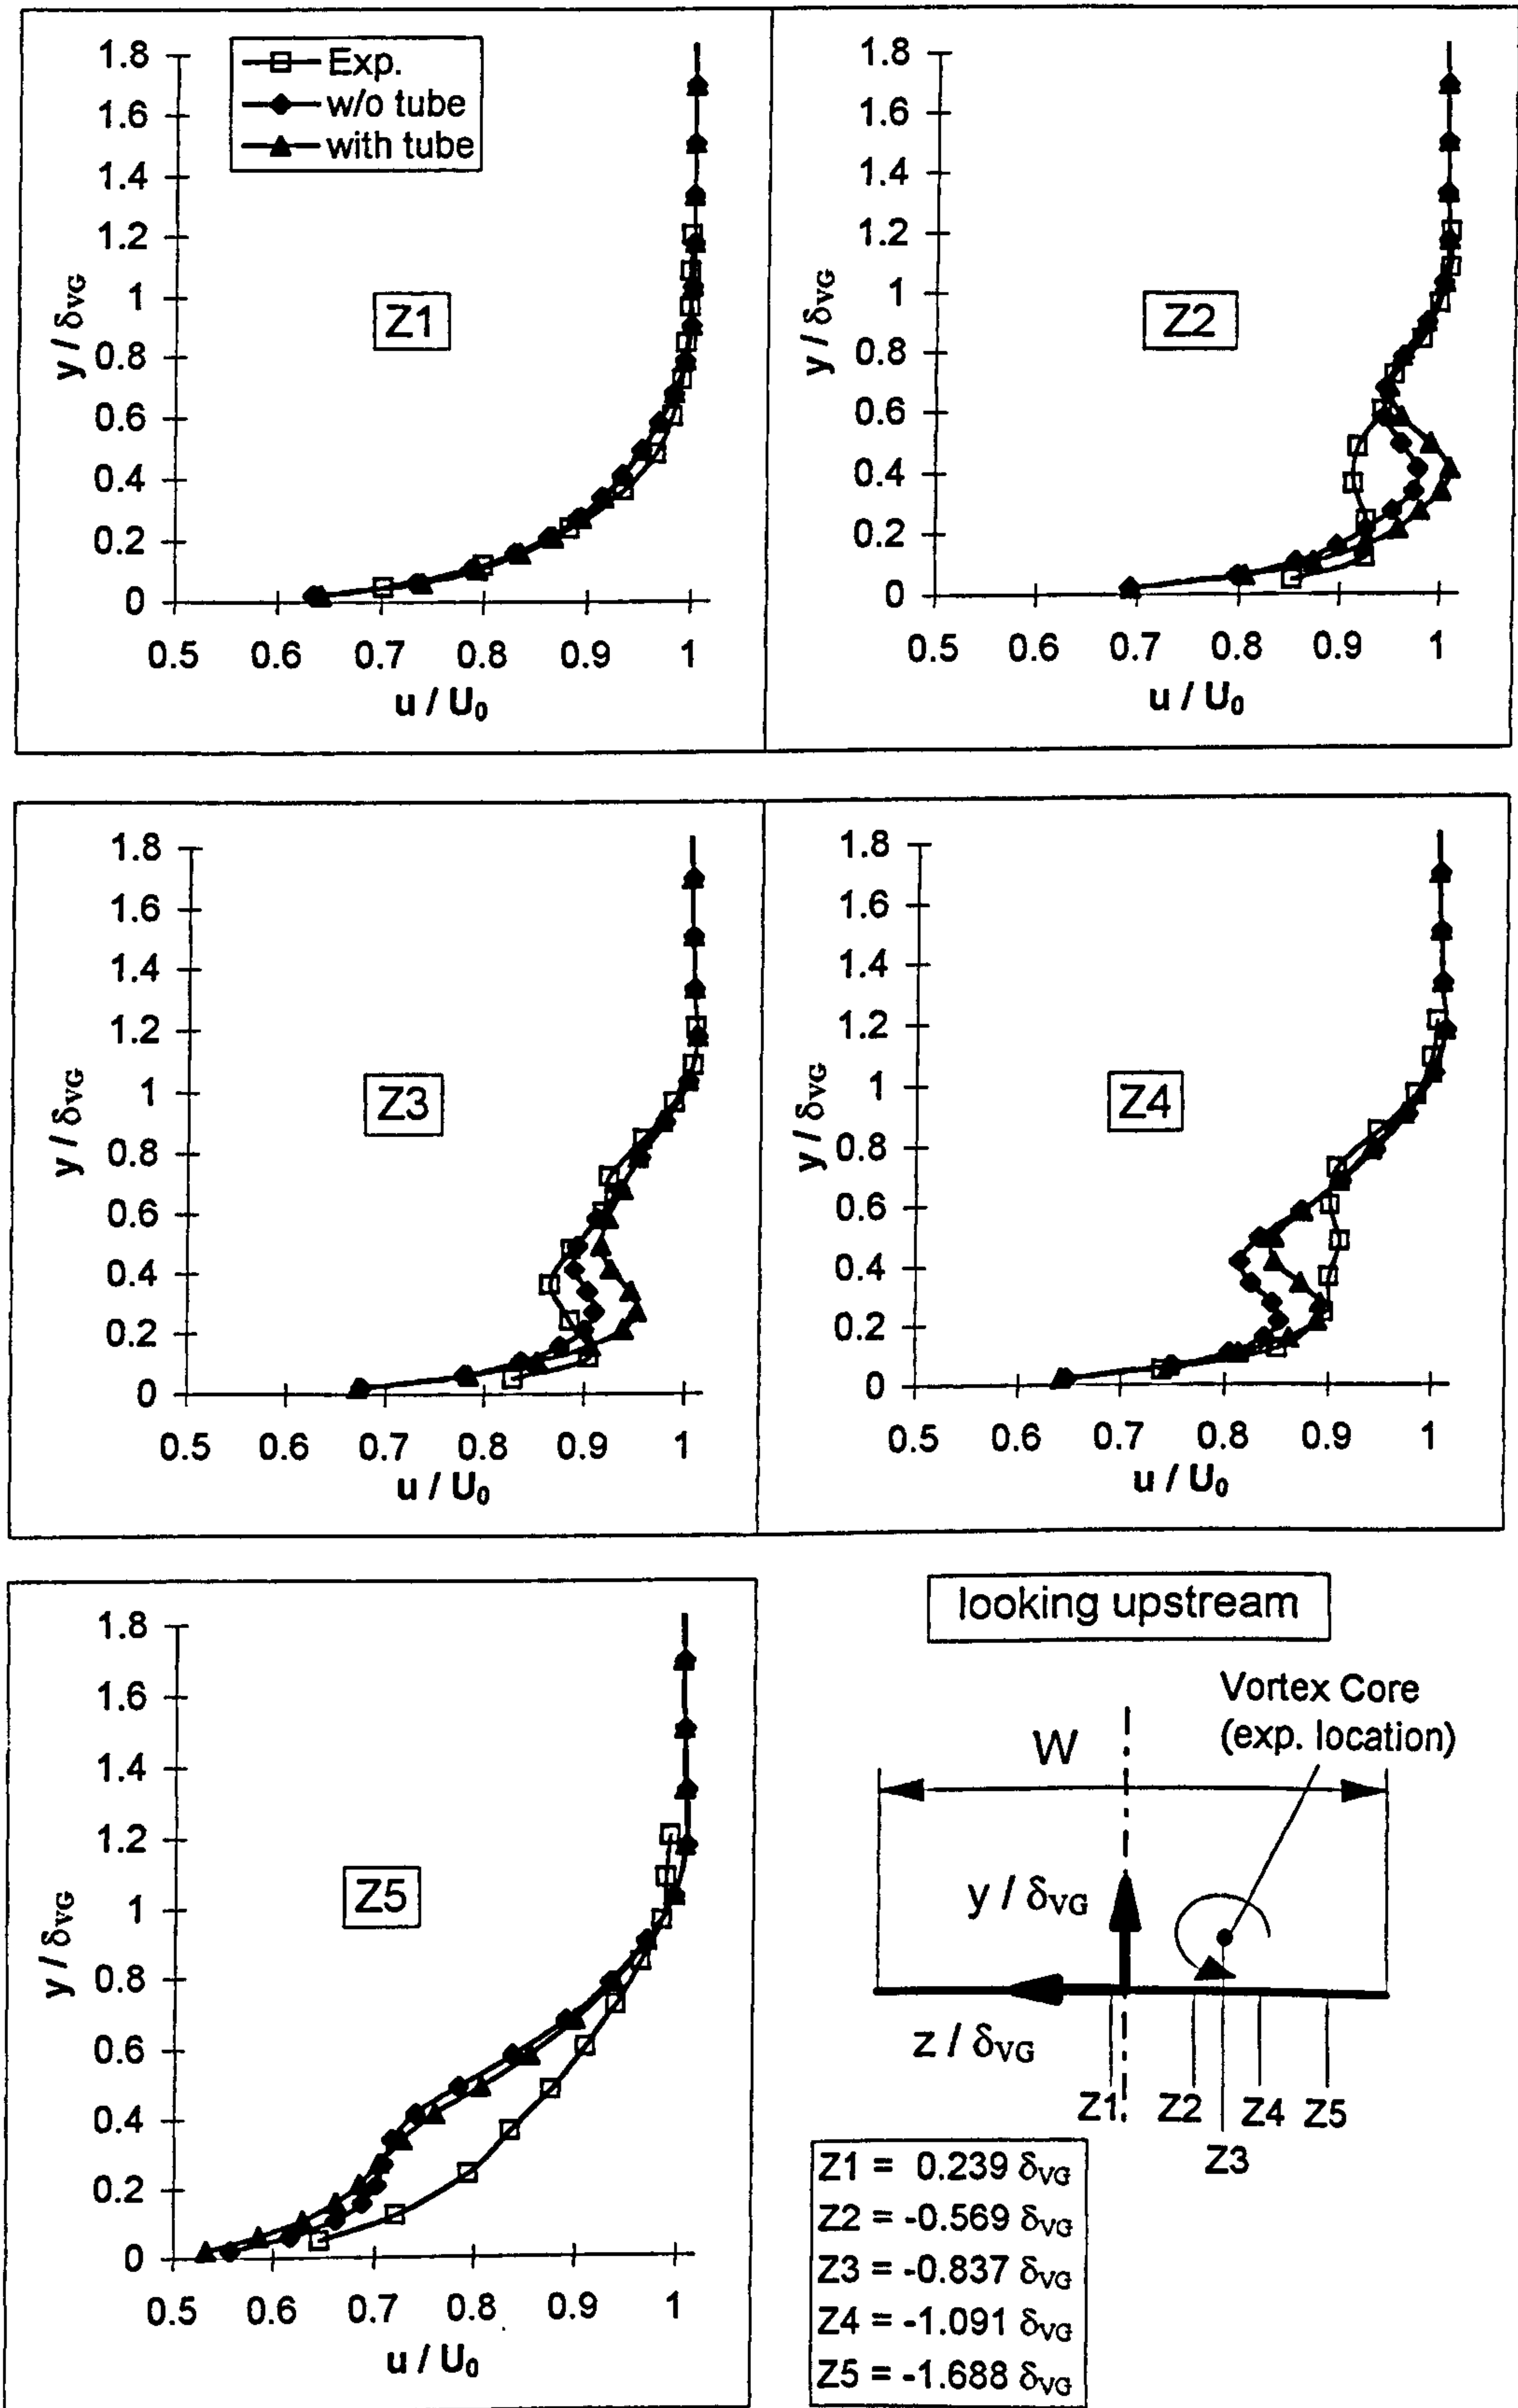 1.8
1.6
1.4
1.2
1
0.8
0.6
0.4
0.2
0
y / δVG
Exp.
w/o tube
with tube
Z1
0.5 0.6 0.7 0.8 0.9 1
u / U₀
1.8
1.6
1.4
1.2
1
0.8
0.6
0.4
0.2
0
y / δVG
Z2
0.5 0.6 0.7 0.8 0.9 1
u / U₀
1.8
1.6
1.4
1.2
1
0.8
0.6
0.4
0.2
0
y / δVG
Z3
0.5 0.6 0.7 0.8 0.9 1
u / U₀
1.8
1.6
1.4
1.2
1
0.8
0.6
0.4
0.2
0
y / δVG
Z4
0.5 0.6 0.7 0.8 0.9 1
u / U₀
1.8
1.6
1.4
1.2
1
0.8
0.6
0.4
0.2
0
y / δVG
Z5
0.5 0.6 0.7 0.8 0.9 1
u / U₀
looking upstream
Vortex Core
(exp. location)
W
y / δVG
z / δVG
Z1 Z2 Z4 Z5
Z3
Z1 = 0.239 δVG
Z2 = -0.569 δVG
Z3 = -0.837 δVG
Z4 = -1.091 δVG
Z5 = -1.688 δVG